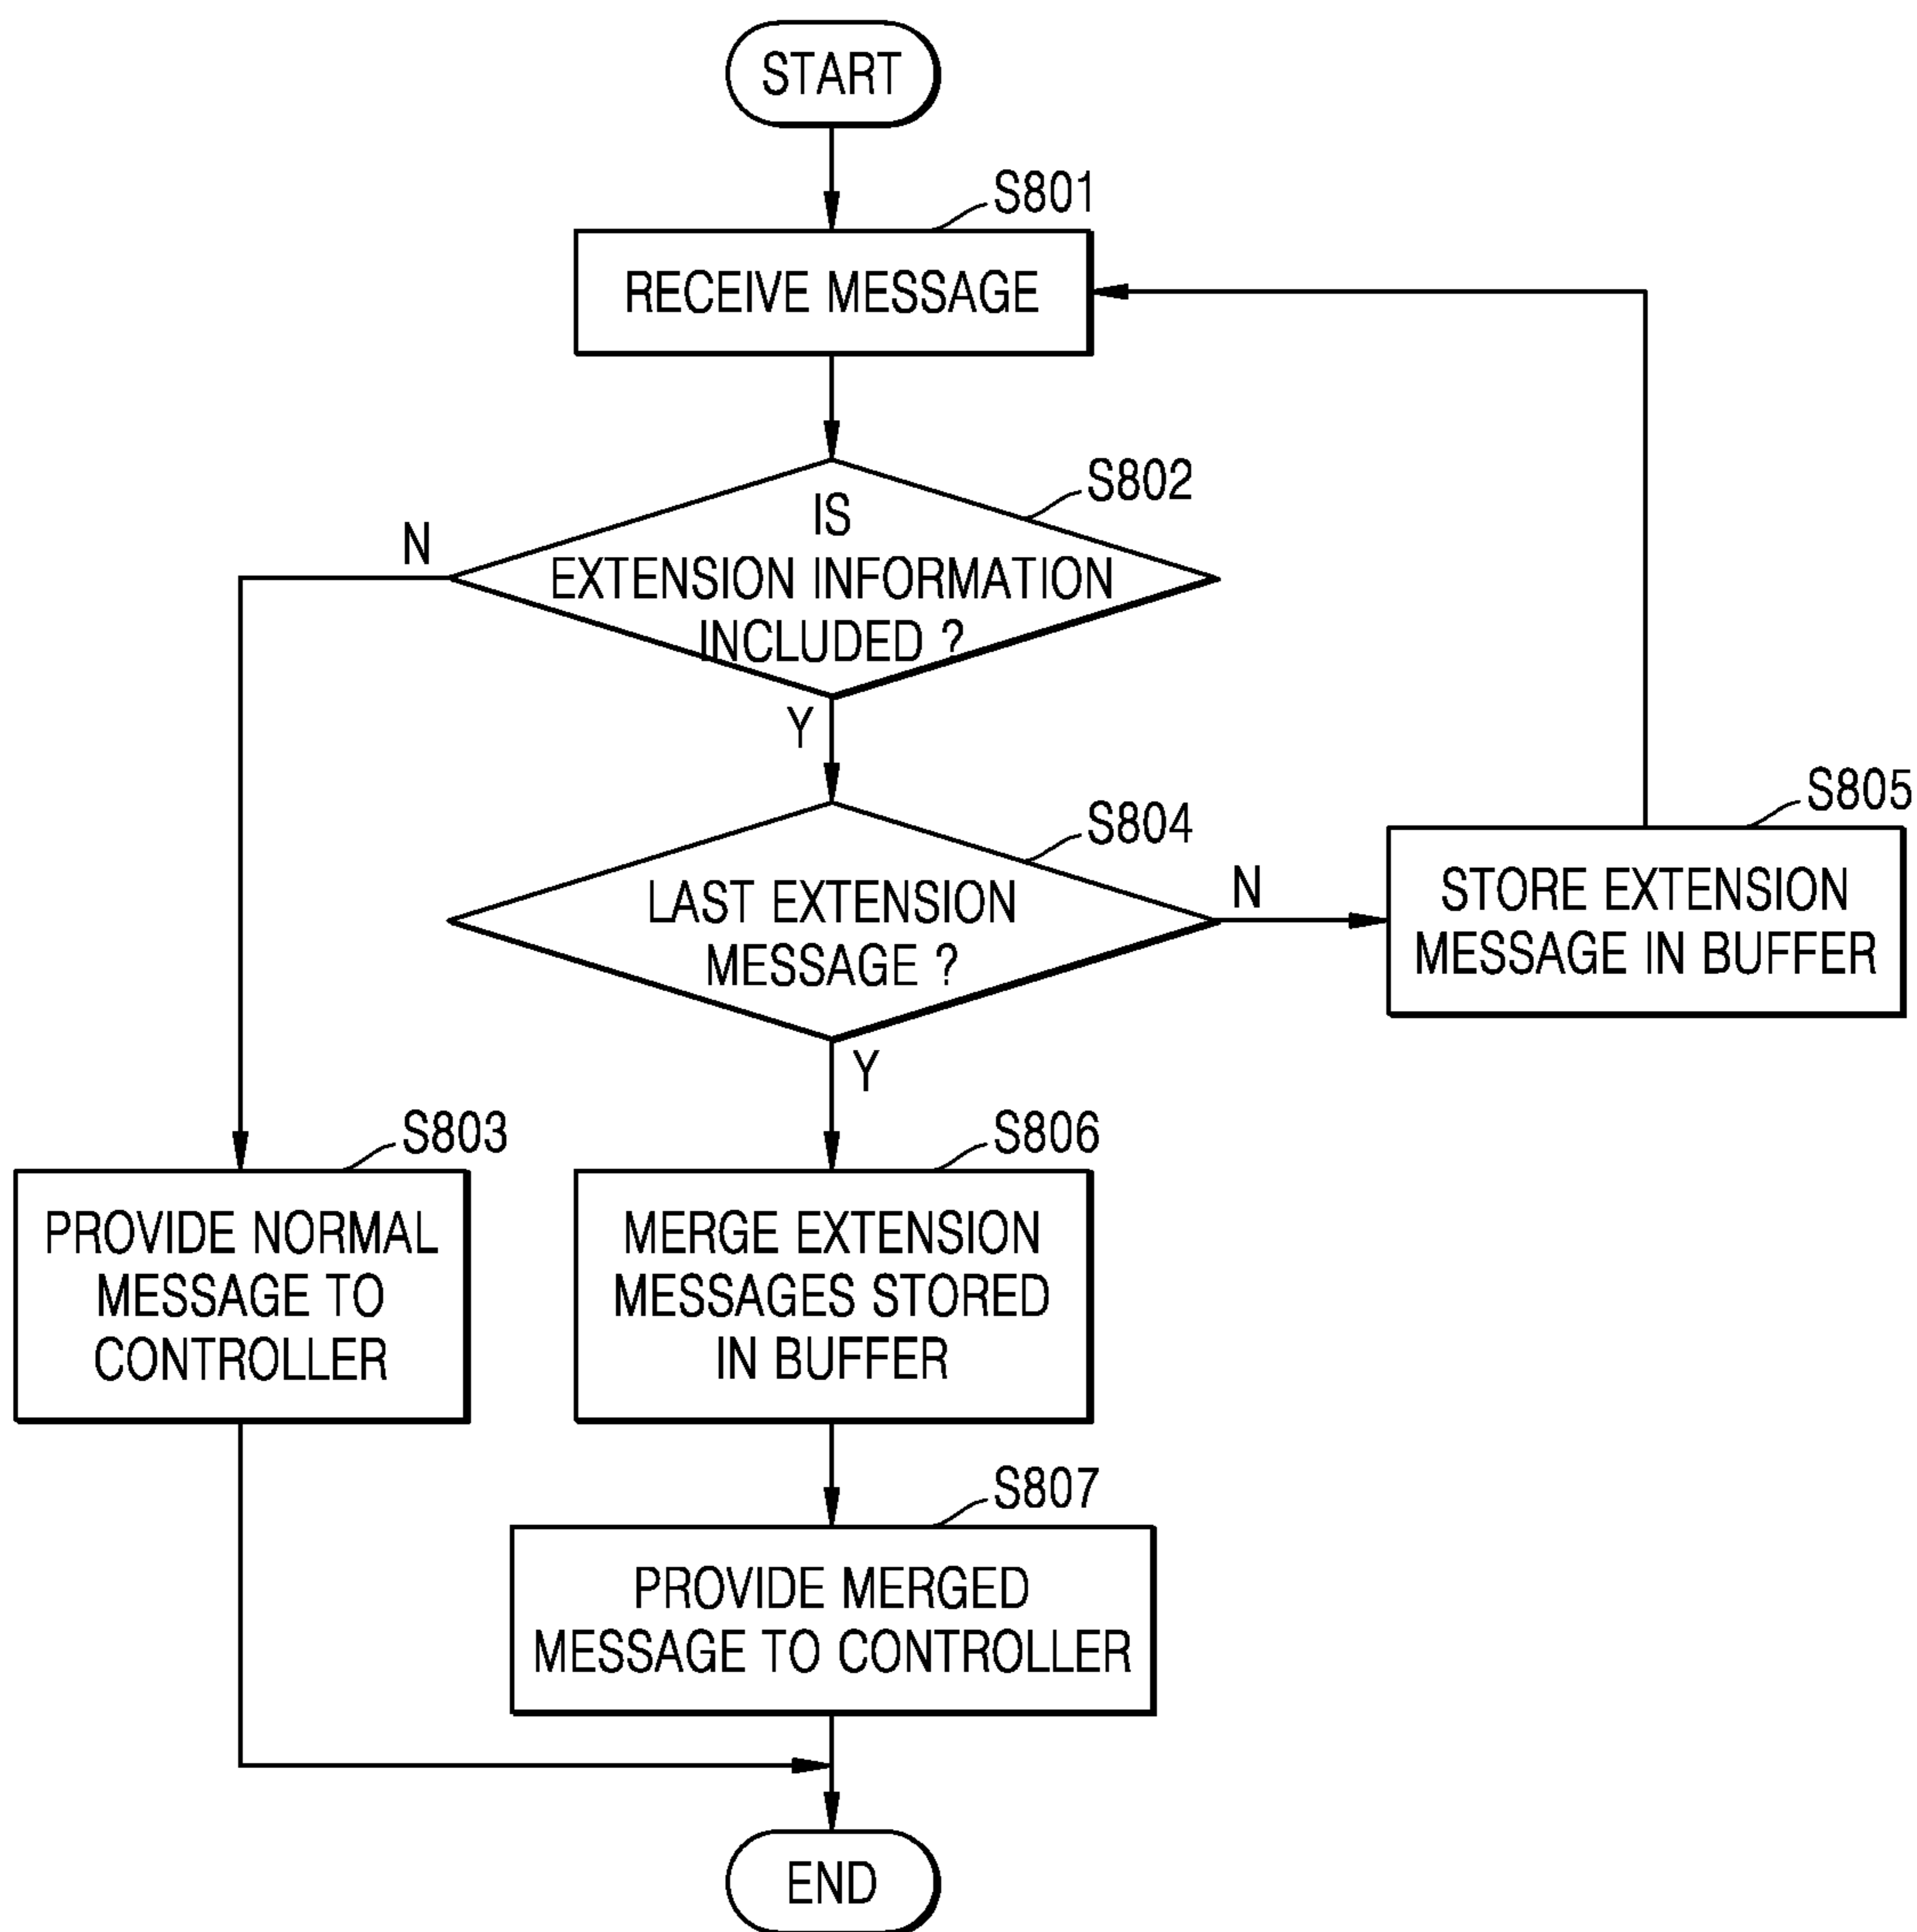 START
S801
RECEIVE MESSAGE
S802
IS
EXTENSION INFORMATION
INCLUDED ?
N
Y
S804
LAST EXTENSION
MESSAGE ?
N
S805
STORE EXTENSION
MESSAGE IN BUFFER
Y
S803
PROVIDE NORMAL
MESSAGE TO
CONTROLLER
S806
MERGE EXTENSION
MESSAGES STORED
IN BUFFER
S807
PROVIDE MERGED
MESSAGE TO CONTROLLER
END